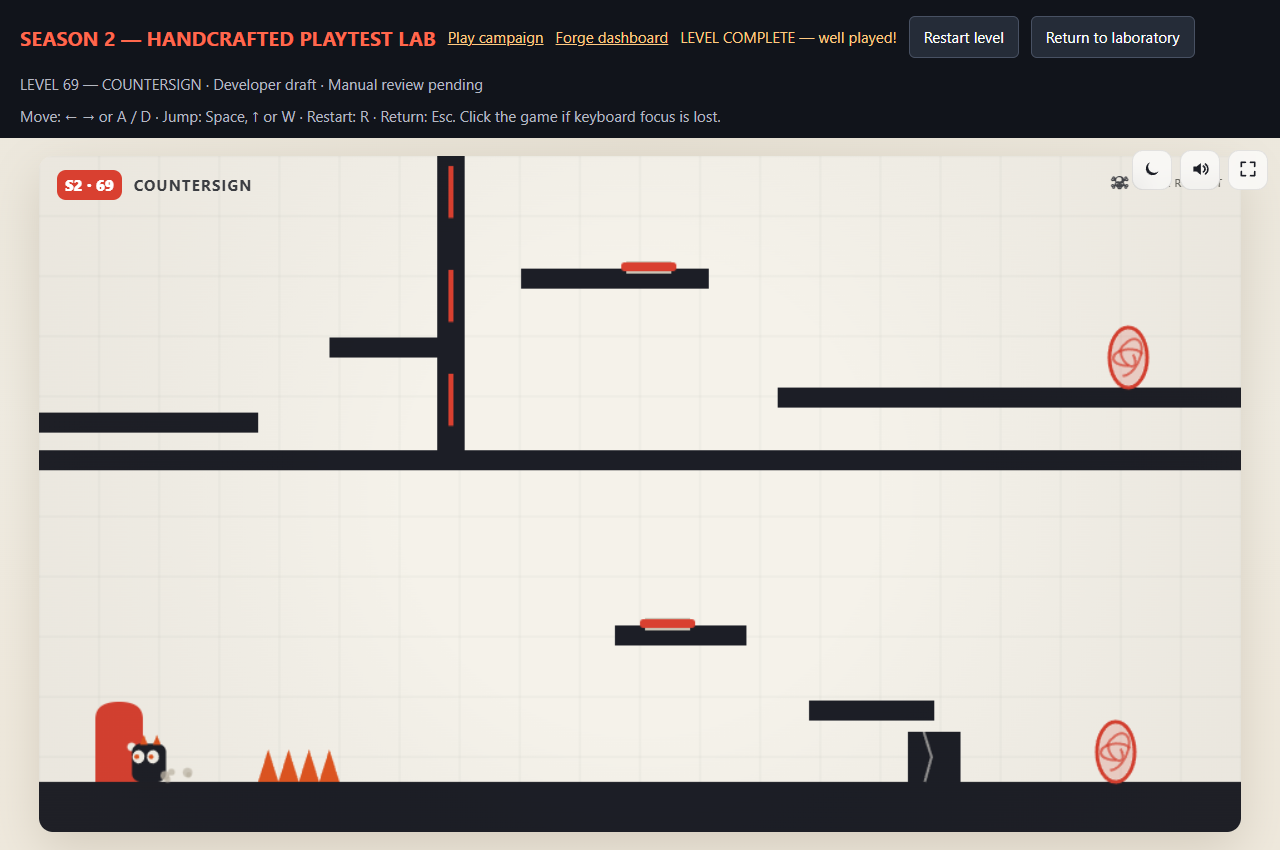 SEASON 2 — HANDCRAFTED PLAYTEST LAB Play campaign Forge dashboard LEVEL COMPLETE — well played! Restart level Return to laboratory
LEVEL 69 — COUNTERSIGN · Developer draft · Manual review pending
Move: ← → or A / D · Jump: Space, ↑ or W · Restart: R · Return: Esc. Click the game if keyboard focus is lost.
S2 · 69 COUNTERSIGN